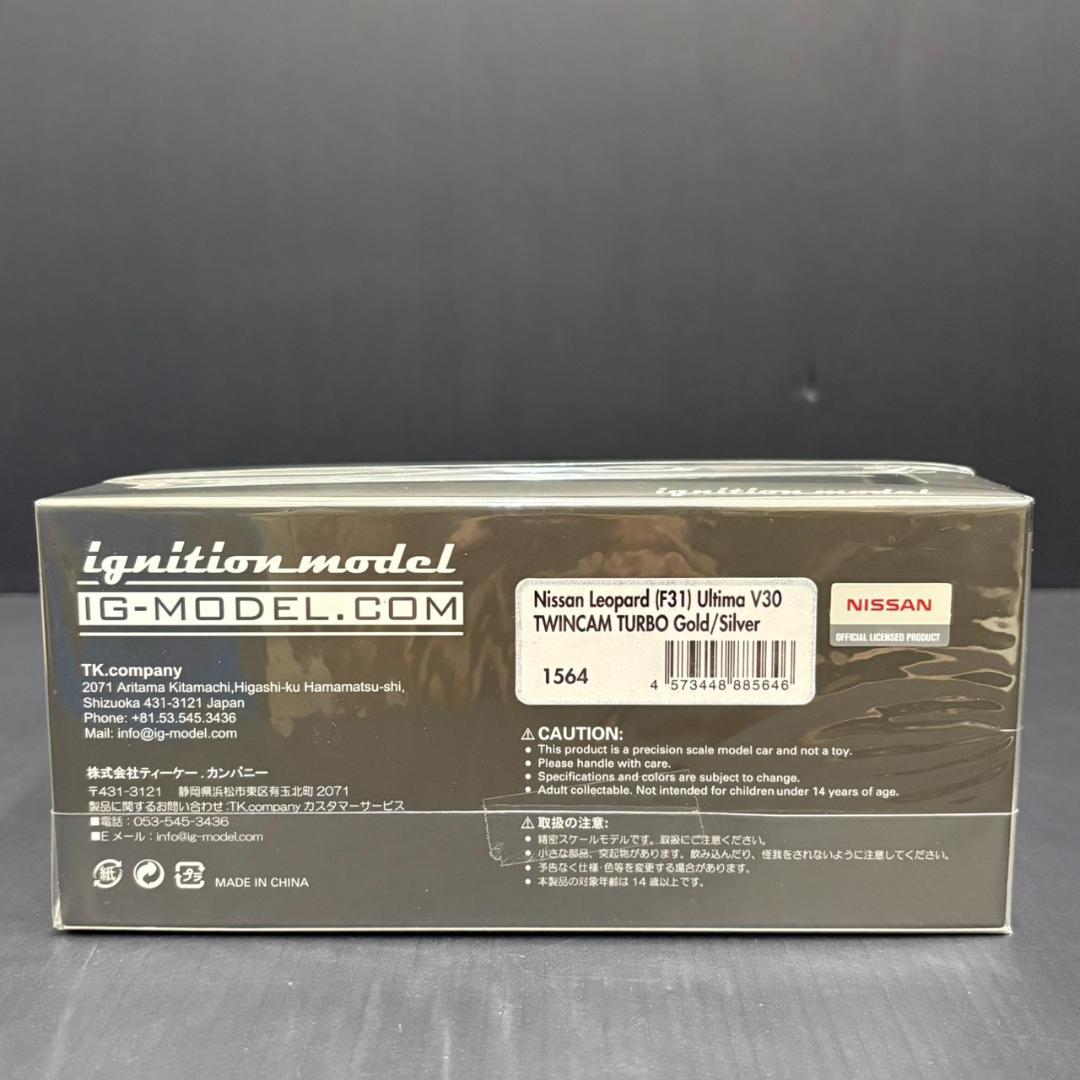 ignition model
ignition model
IG-MODEL.COM
TK.company
2071 Aritama Kitamachi,Higashi-ku Hamamatsu-shi,
Shizuoka 431-3121 Japan
Phone: +81.53.545.3436
Mail: info@ig-model.com
株式会社ティーケー．カンパニー
〒431-3121 静岡県浜松市東区有玉北町 2071
製品に関するお問い合わせ:TK.company カスタマーサービス
■電話：053-545-3436
■E メール：info@ig-model.com
紙 プラ MADE IN CHINA
Nissan Leopard (F31) Ultima V30
TWINCAM TURBO Gold/Silver
1564
4 573448 885646
NISSAN
OFFICIAL LICENSED PRODUCT
⚠ CAUTION:
● This product is a precision scale model car and not a toy.
● Please handle with care.
● Specifications and colors are subject to change.
● Adult collectable. Not intended for children under 14 years of age.
⚠ 取扱の注意:
● 精密スケールモデルです。取扱にご注意ください。
● 小さな部品、突起物があります。飲み込んだり、怪我をされないように注意してください。
● 予告なく仕様・色等を変更する場合があります。
● 本製品の対象年齢は 14 歳以上です。